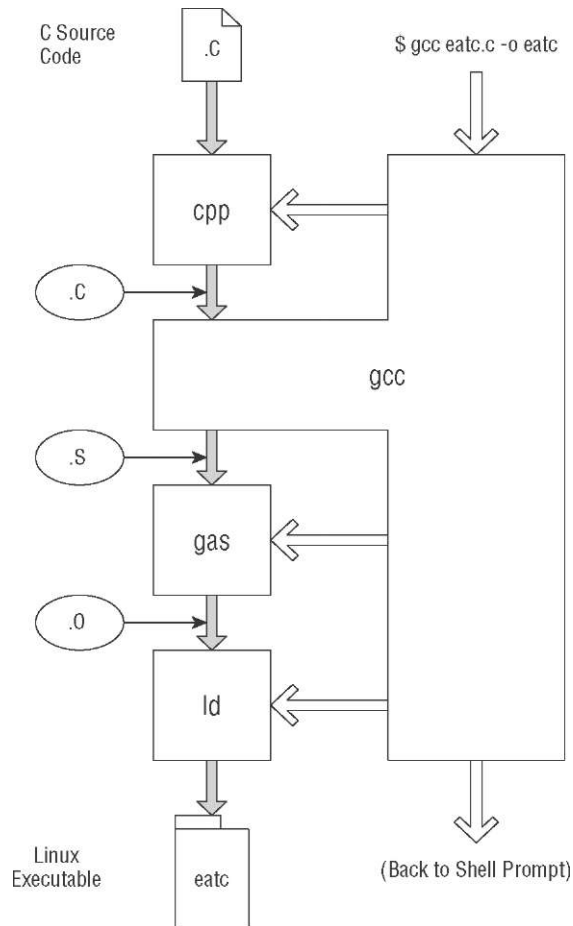 C Source
Code
.C
$ gcc eatc.c -o eatc
cpp
.C
gcc
.S
gas
.O
ld
Linux
Executable
eatc
(Back to Shell Prompt)